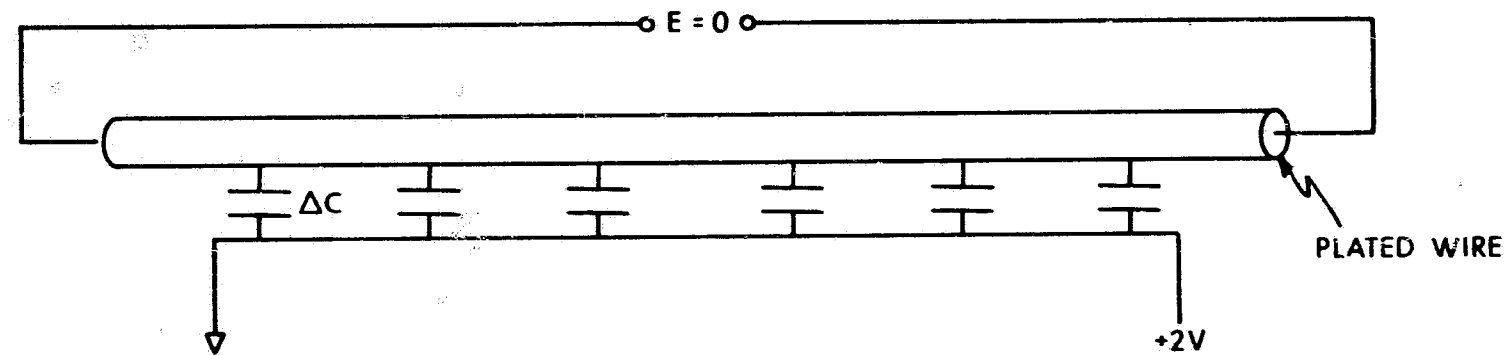 E = 0
ΔC
PLATED WIRE
+2V